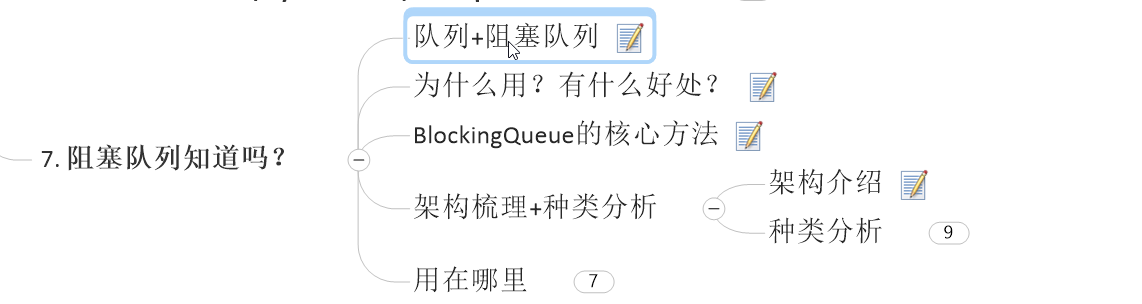 队列+阻塞队列
为什么用？有什么好处？
BlockingQueue的核心方法
7. 阻塞队列知道吗？
架构梳理+种类分析
架构介绍
种类分析 9
用在哪里 7